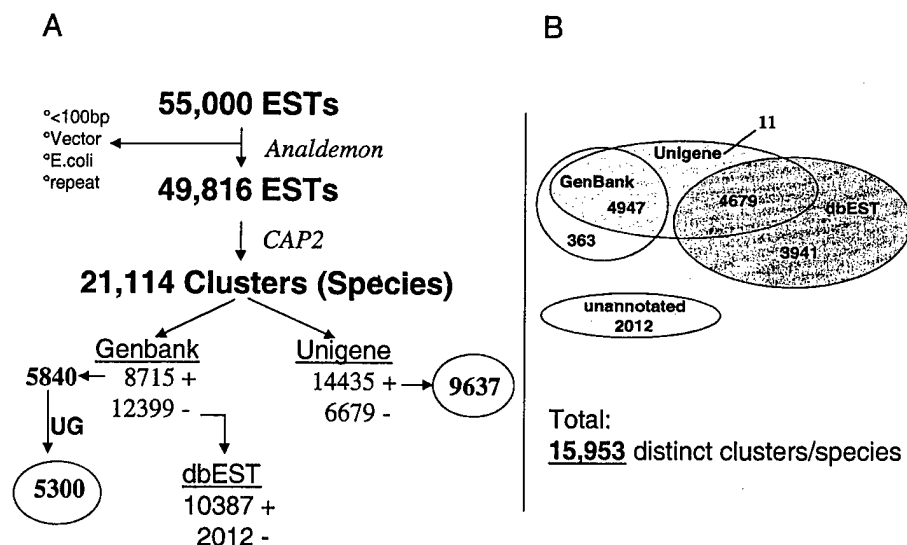 A
55,000 ESTs
°<100bp
°Vector
°E.coli
°repeat
Analdemon
49,816 ESTs
CAP2
21,114 Clusters (Species)
Genbank
8715 +
12399 -
5840
UG
5300
Unigene
14435 +
6679 -
9637
dbEST
10387 +
2012 -
B
11
Unigene
GenBank
4947
4679
dbEST
363
3941
unannotated
2012
Total:
15,953 distinct clusters/species